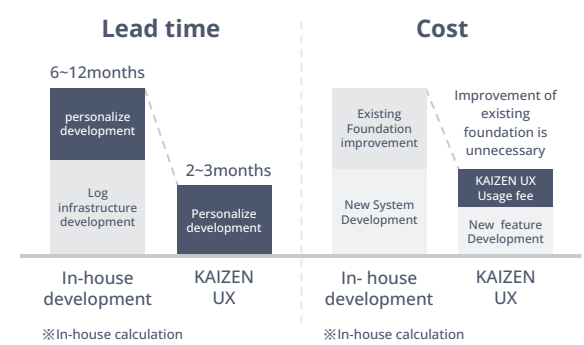 Lead time
6~12months
personalize
development
Log
infrastructure
development
2~3months
Personalize
development
In-house
development
KAIZEN
UX
※In-house calculation
Cost
Existing
Foundation
improvement
New System
Development
Improvement of
existing
foundation is
unnecessary
KAIZEN UX
Usage fee
New feature
Development
In- house
development
KAIZEN
UX
※In-house calculation